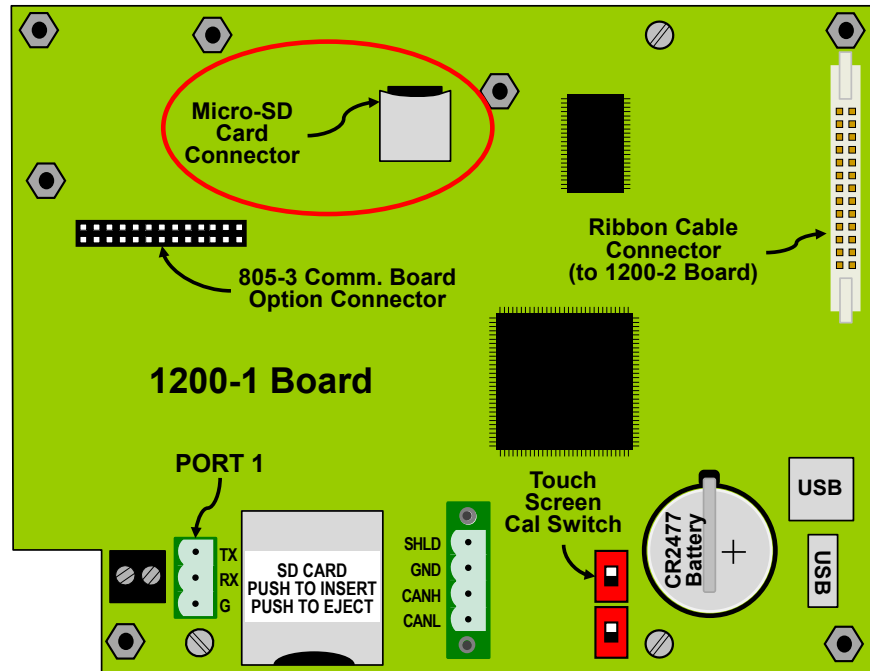 Micro-SD
Card
Connector
Ribbon Cable
Connector
(to 1200-2 Board)
805-3 Comm. Board
Option Connector
1200-1 Board
PORT 1
Touch
Screen
Cal Switch
USB
CR2477
Battery
+
USB
TX
RX
G
SD CARD
PUSH TO INSERT
PUSH TO EJECT
SHLD
GND
CANH
CANL